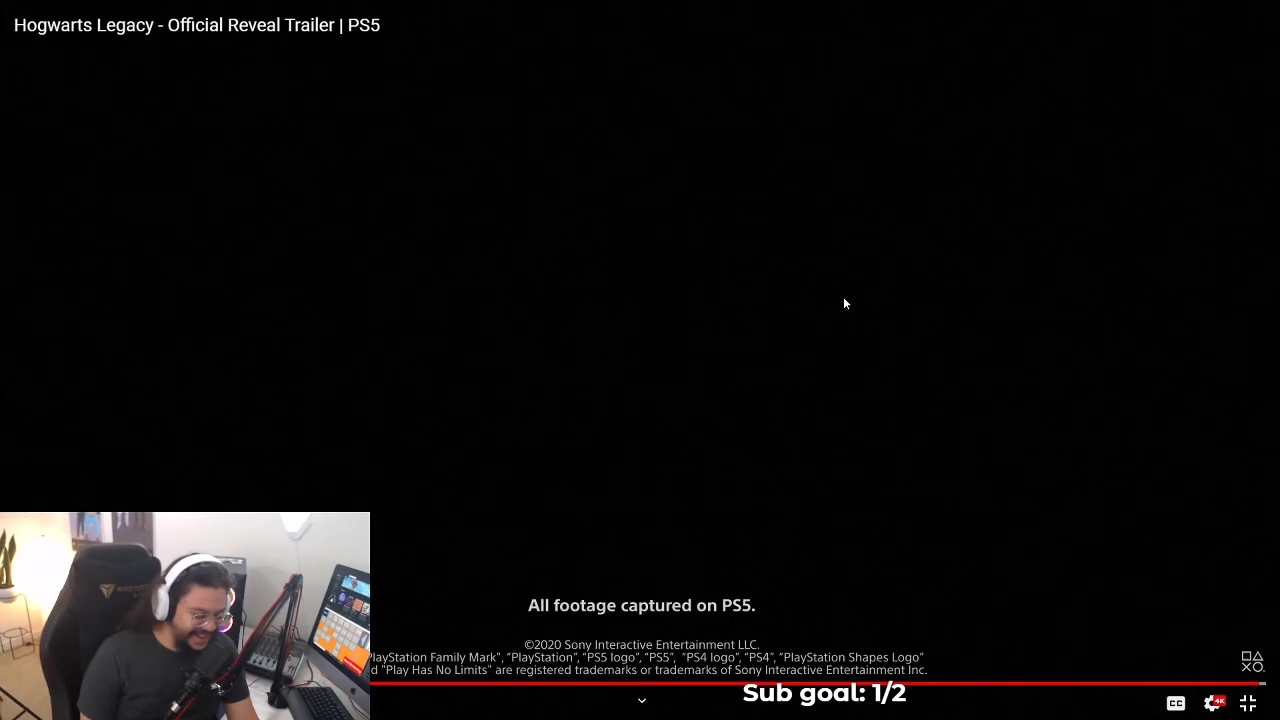 Hogwarts Legacy - Official Reveal Trailer | PS5
All footage captured on PS5.
©2020 Sony Interactive Entertainment LLC.
PlayStation Family Mark", "PlayStation", "PS5 logo", "PS5", "PS4 logo", "PS4", "PlayStation Shapes Logo"
"Play Has No Limits" are registered trademarks or trademarks of Sony Interactive Entertainment Inc.
Sub goal: 1/2
CC
4K